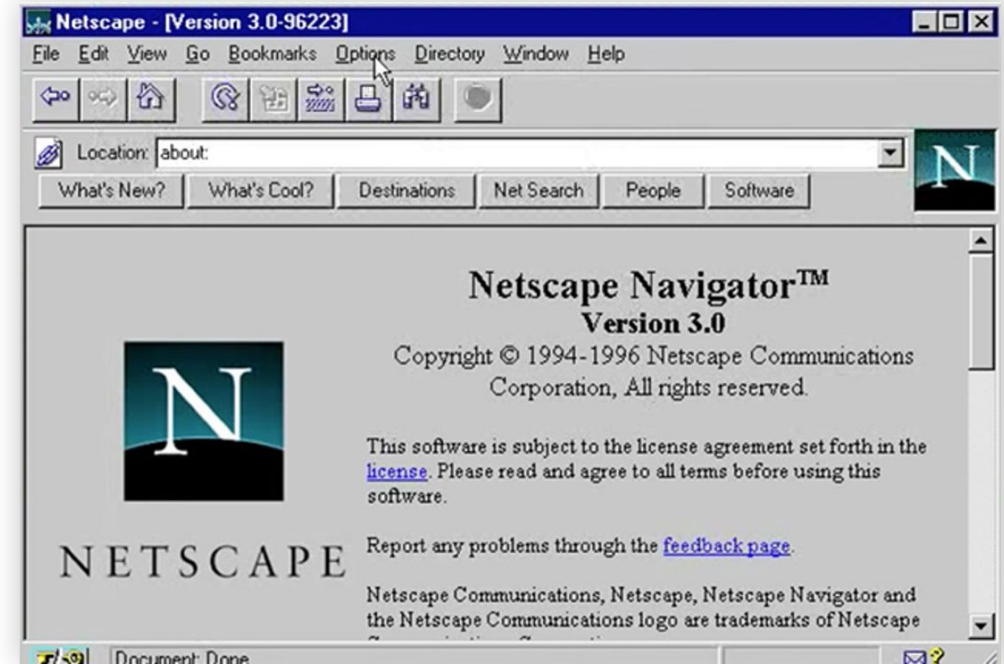 Netscape - [Version 3.0-96223]
File Edit View Go Bookmarks Options Directory Window Help
Location: about:
N
What's New? What's Cool? Destinations Net Search People Software
Netscape Navigator™
Version 3.0
Copyright © 1994-1996 Netscape Communications
Corporation, All rights reserved.
N
NETSCAPE
This software is subject to the license agreement set forth in the
license. Please read and agree to all terms before using this
software.
Report any problems through the feedback page.
Netscape Communications, Netscape, Netscape Navigator and
the Netscape Communications logo are trademarks of Netscape
Document: Done